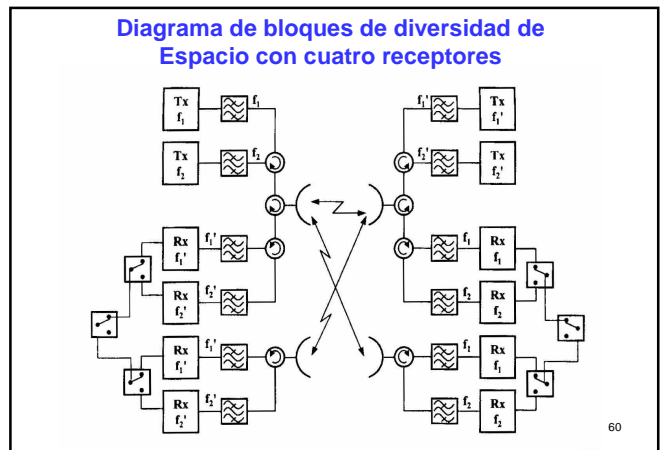 Diagrama de bloques de diversidad de
Espacio con cuatro receptores
Tx
f₁
f₁
Tx
f₂
f₂
f₁'
Tx
f₁'
f₂'
Tx
f₂'
Rx
f₁'
f₁'
Rx
f₂'
f₂'
f₁
Rx
f₁
f₂
Rx
f₂
Rx
f₁'
f₁'
Rx
f₂'
f₂'
f₁
Rx
f₁
f₂
Rx
f₂
60